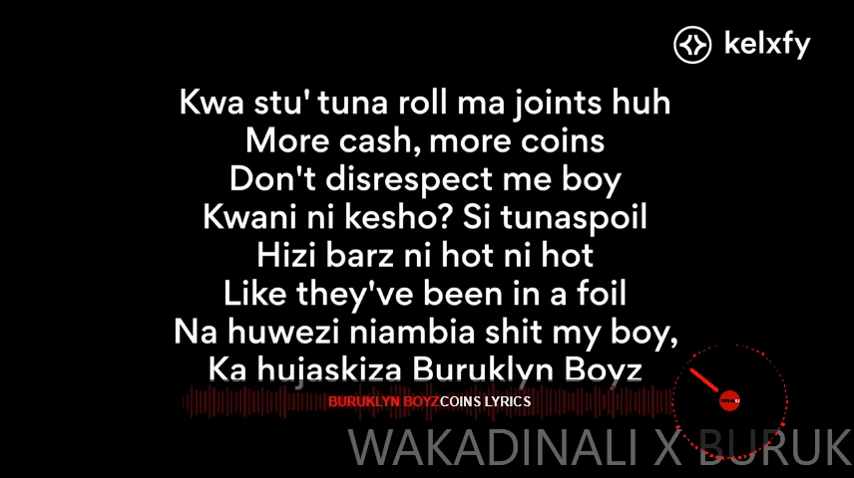 kelxfy
Kwa stu' tuna roll ma joints huh
More cash, more coins
Don't disrespect me boy
Kwani ni kesho? Si tunaspoil
Hizi barz ni hot ni hot
Like they've been in a foil
Na huwezi niambia shit my boy,
Ka hujaskiza Buruklyn Boyz
BURUKLYN BOYZCOINS LYRICS
WAKADINALI X BURUK